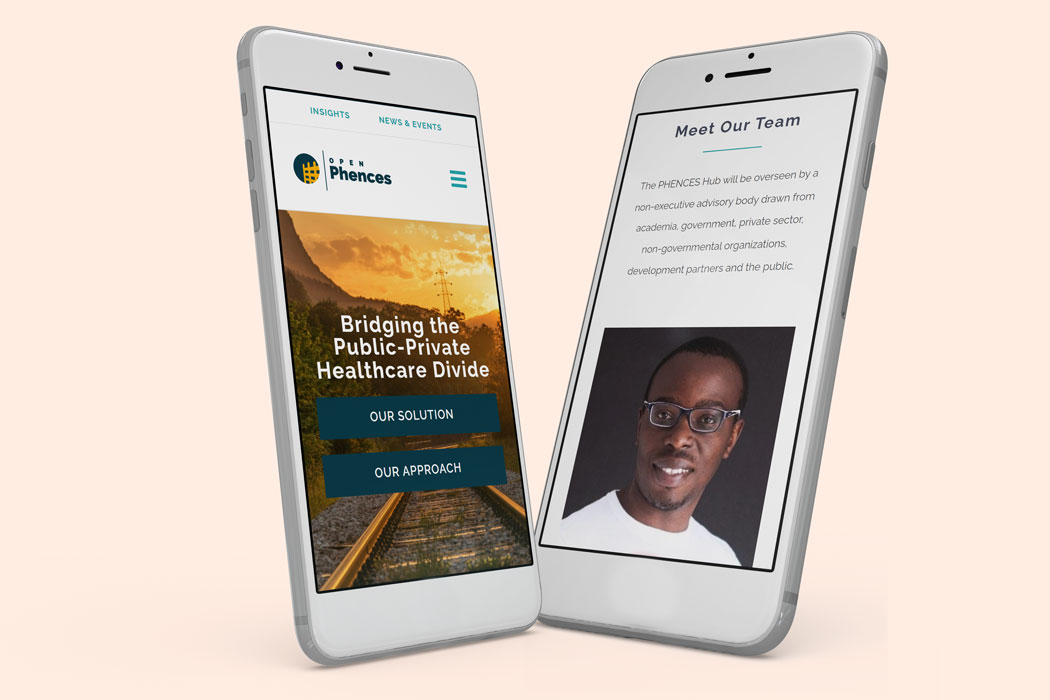 INSIGHTS
NEWS & EVENTS
OPEN
Phences
Bridging the
Public-Private
Healthcare Divide
OUR SOLUTION
OUR APPROACH
Meet Our Team
The PHENCES Hub will be overseen by a
non-executive advisory body drawn from
academia, government, private sector,
non-governmental organizations,
development partners and the public.